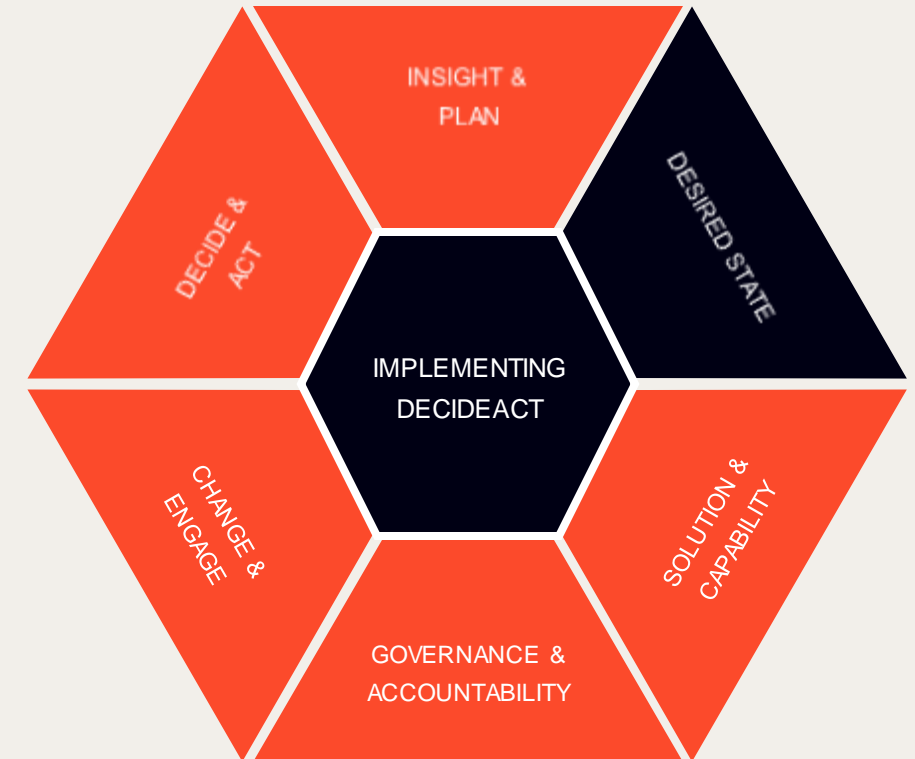 INSIGHT &
PLAN
DESIRED STATE
DECIDE &
ACT
IMPLEMENTING
DECIDEACT
CHANGE &
ENGAGE
SOLUTION &
CAPABILITY
GOVERNANCE &
ACCOUNTABILITY